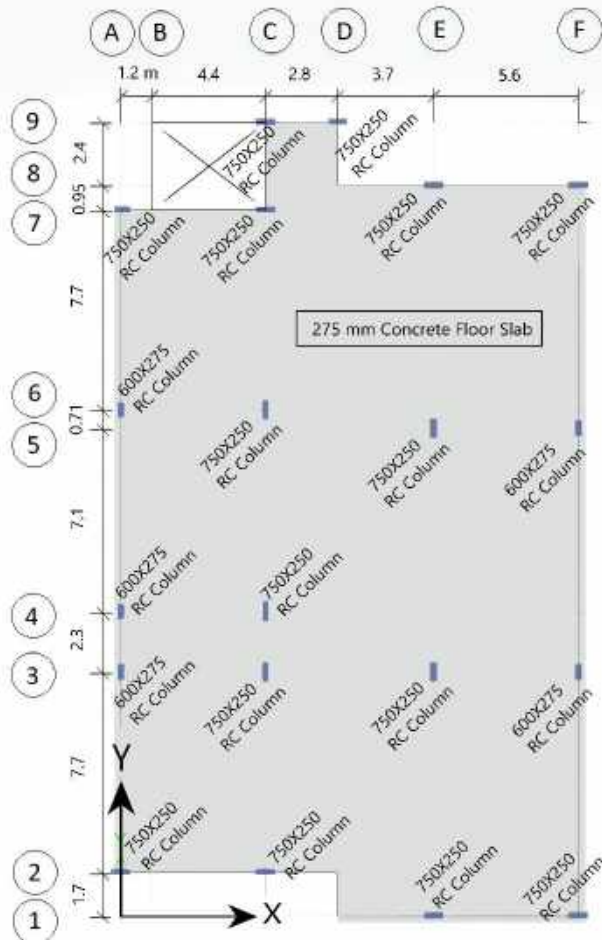 A B C D E F
1.2 m 4.4 2.8 3.7 5.6
9
2.4
8
0.95
7
750X250
RC Column
750X250
RC Column
750X250
RC Column
750X250
RC Column
750X250
RC Column
750X250
RC Column
7.7
275 mm Concrete Floor Slab
6
0.71
5
600X275
RC Column
750X250
RC Column
750X250
RC Column
600X275
RC Column
7.1
4
600X275
RC Column
750X250
RC Column
2.3
3
600X275
RC Column
750X250
RC Column
750X250
RC Column
600X275
RC Column
7.7
Y
750X250
RC Column
750X250
RC Column
750X250
RC Column
750X250
RC Column
2
1.7
1
X